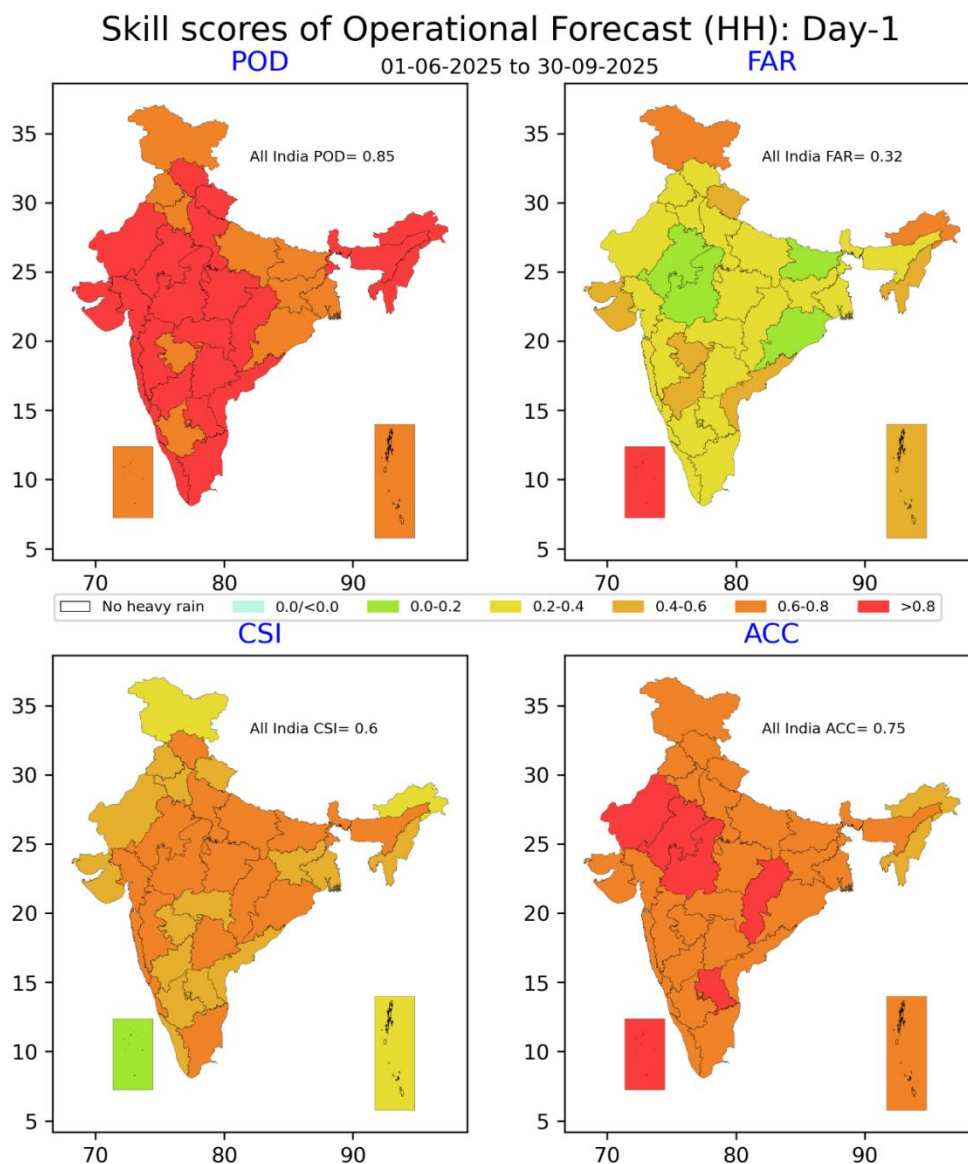 Skill scores of Operational Forecast (HH): Day-1
POD 01-06-2025 to 30-09-2025 FAR
All India POD= 0.85
35
30
25
20
15
10
5
70 80 90
All India FAR= 0.32
35
30
25
20
15
10
5
70 80 90
No heavy rain 0.0/<0.0 0.0-0.2 0.2-0.4 0.4-0.6 0.6-0.8 >0.8
CSI ACC
All India CSI= 0.6
35
30
25
20
15
10
5
70 80 90
All India ACC= 0.75
35
30
25
20
15
10
5
70 80 90